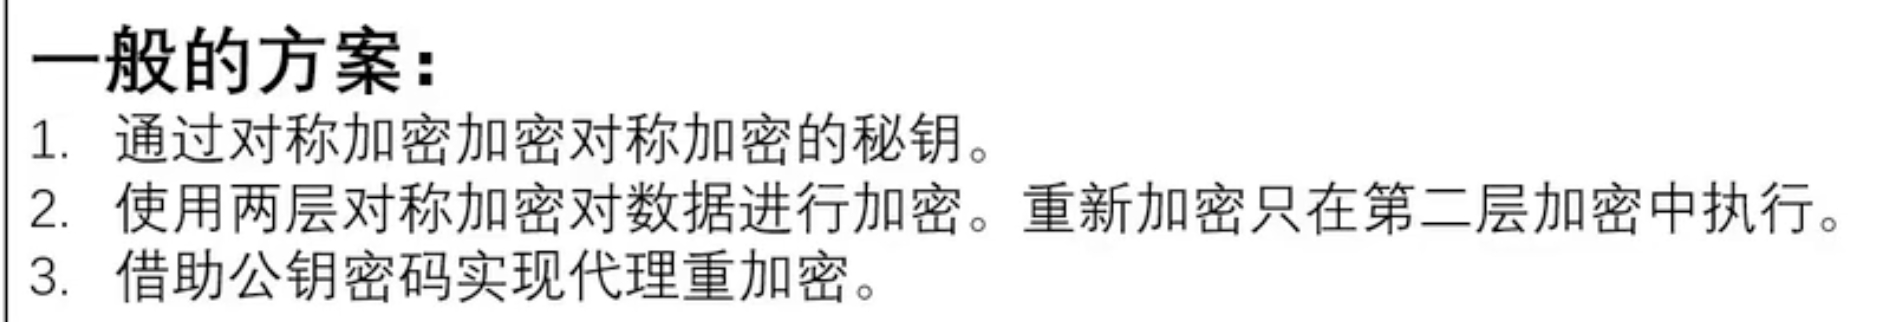 一般的方案：
1. 通过对称加密加密对称加密的秘钥。
2. 使用两层对称加密对数据进行加密。重新加密只在第二层加密中执行。
3. 借助公钥密码实现代理重加密。